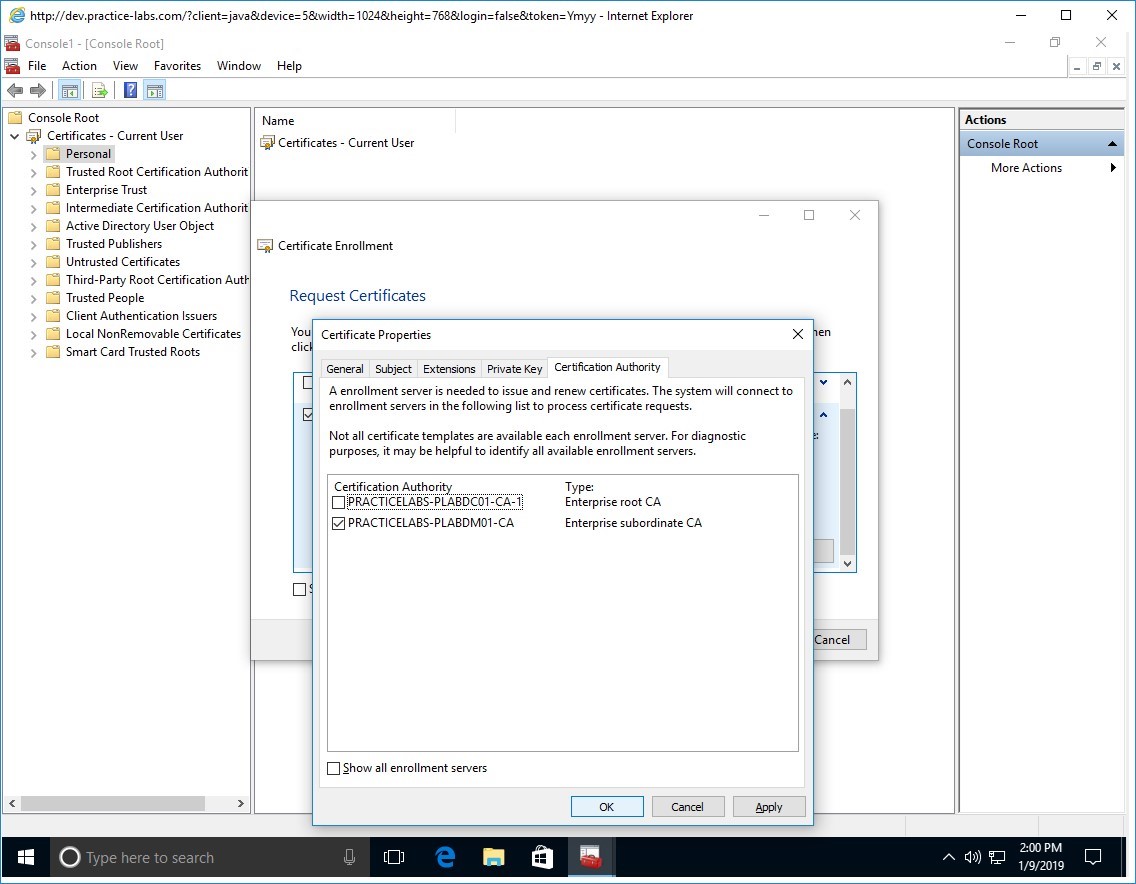 http://dev.practice-labs.com/?client=java&device=5&width=1024&height=768&login=false&token=Ymyy - Internet Explorer
Console1 - [Console Root]
File Action View Favorites Window Help
Console Root
Certificates - Current User
Personal
Trusted Root Certification Authorit
Enterprise Trust
Intermediate Certification Authorit
Active Directory User Object
Trusted Publishers
Untrusted Certificates
Third-Party Root Certification Auth
Trusted People
Client Authentication Issuers
Local NonRemovable Certificates
Smart Card Trusted Roots
Name
Certificates - Current User
Actions
Console Root
More Actions
Certificate Enrollment
Request Certificates
You
click
Certificate Properties
General Subject Extensions Private Key Certification Authority
A enrollment server is needed to issue and renew certificates. The system will connect to
enrollment servers in the following list to process certificate requests.
Not all certificate templates are available each enrollment server. For diagnostic
purposes, it may be helpful to identify all available enrollment servers.
Certification Authority Type:
PRACTICELABS-PLABDC01-CA-1 Enterprise root CA
PRACTICELABS-PLABDM01-CA Enterprise subordinate CA
Show all enrollment servers
OK Cancel Apply
Cancel
Type here to search
2:00 PM
1/9/2019